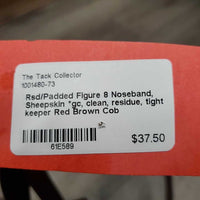 The Tack Collector
1001480-73
Rsd/Padded Figure 8 Noseband,
Sheepskin *gc, clean, residue, tight
keeper Red Brown Cob
61E589
$37.50